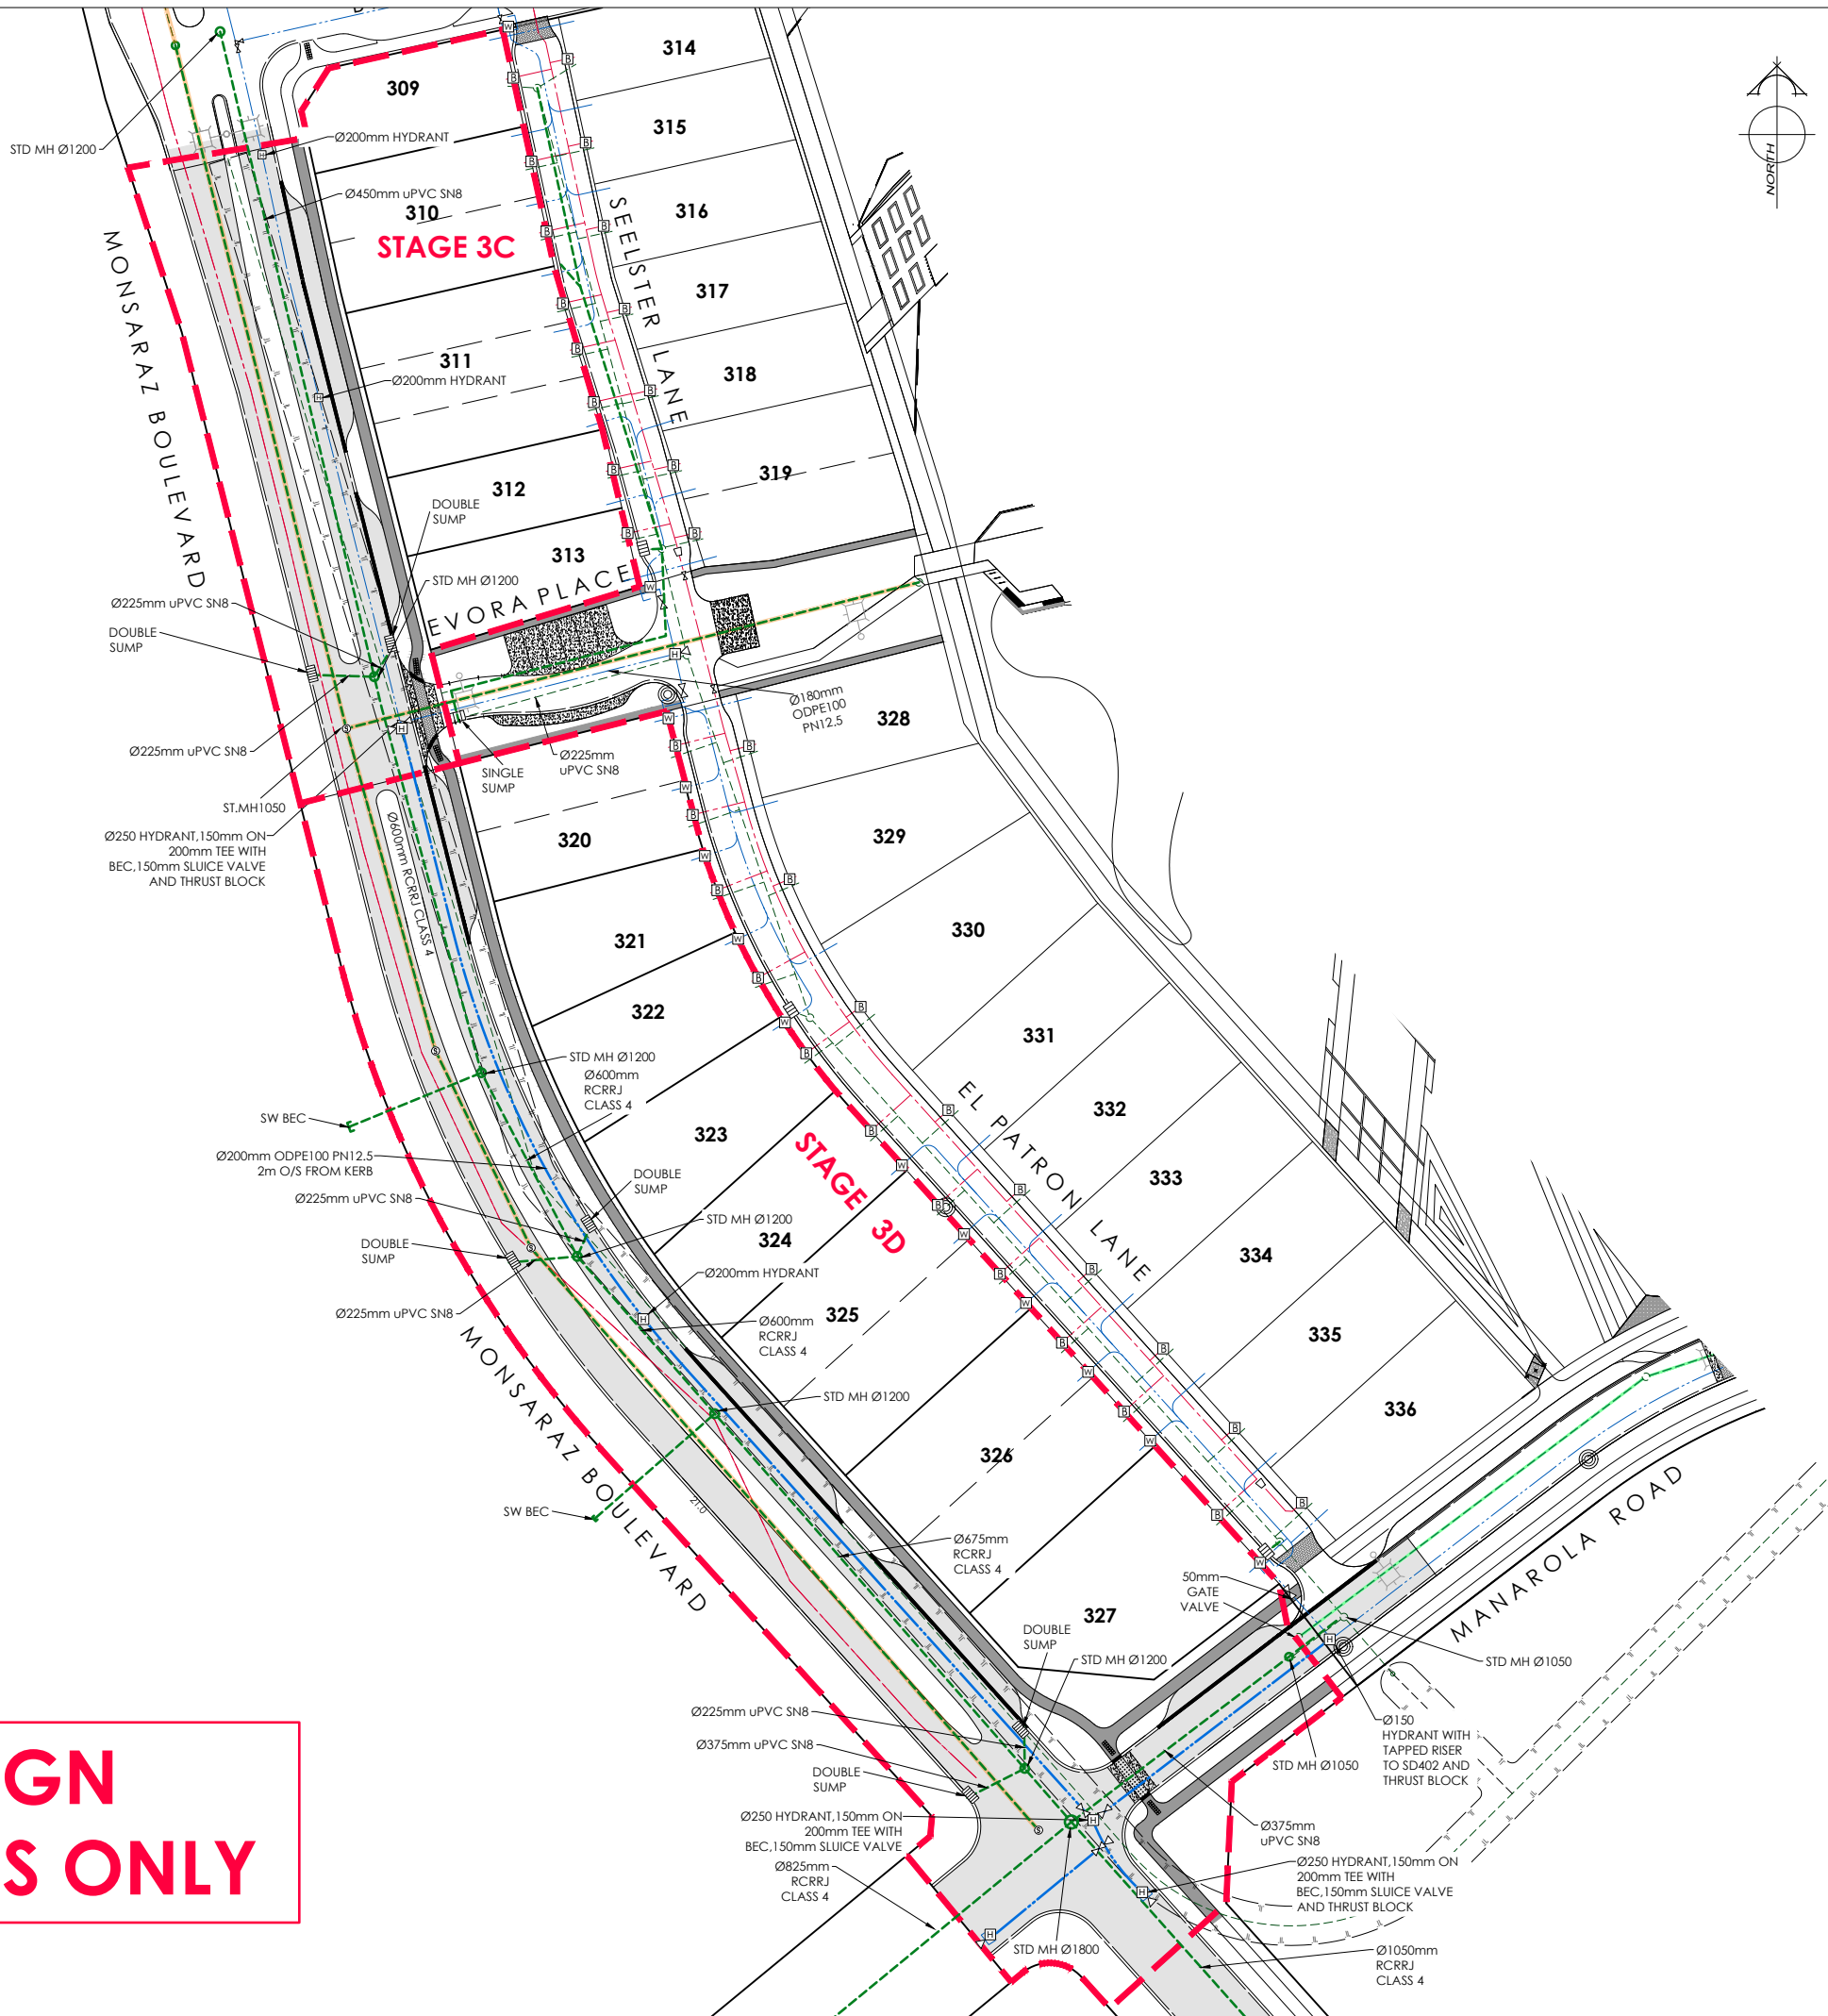 314
309
NORTH
315
STD MH Ø1200
Ø200mm HYDRANT
Ø450mm uPVC SN8
310
316
STAGE 3C
SEELSTER LANE
MONSARAZ BOULEVARD
317
311
318
Ø200mm HYDRANT
319
312
DOUBLE
SUMP
313
STD MH Ø1200
EVORA PLACE
Ø225mm uPVC SN8
DOUBLE
SUMP
Ø180mm
ODPE100
PN12.5
328
Ø225mm uPVC SN8
Ø225mm
uPVC SN8
SINGLE
SUMP
ST.MH1050
Ø250 HYDRANT,150mm ON
200mm TEE WITH
BEC,150mm SLUICE VALVE
AND THRUST BLOCK
Ø600mm RCRRJ CLASS 4
320
329
321
330
322
331
STD MH Ø1200
Ø600mm
RCRRJ
CLASS 4
SW BEC
EL PATRON LANE
332
323
Ø200mm ODPE100 PN12.5
2m O/S FROM KERB
STAGE 3D
333
DOUBLE
SUMP
Ø225mm uPVC SN8
STD MH Ø1200
324
DOUBLE
SUMP
334
Ø200mm HYDRANT
Ø225mm uPVC SN8
325
Ø600mm
RCRRJ
CLASS 4
335
MONSARAZ BOULEVARD
STD MH Ø1200
336
326
21.0
SW BEC
MANAROLA ROAD
Ø675mm
RCRRJ
CLASS 4
50mm
GATE
VALVE
327
DOUBLE
SUMP
STD MH Ø1200
STD MH Ø1050
Ø225mm uPVC SN8
Ø150
HYDRANT WITH
TAPPED RISER
TO SD402 AND
THRUST BLOCK
Ø375mm uPVC SN8
STD MH Ø1050
DOUBLE
SUMP
GN
S ONLY
Ø250 HYDRANT,150mm ON
200mm TEE WITH
BEC,150mm SLUICE VALVE
Ø375mm
uPVC SN8
Ø825mm
RCRRJ
CLASS 4
Ø250 HYDRANT,150mm ON
200mm TEE WITH
BEC,150mm SLUICE VALVE
AND THRUST BLOCK
STD MH Ø1800
Ø1050mm
RCRRJ
CLASS 4